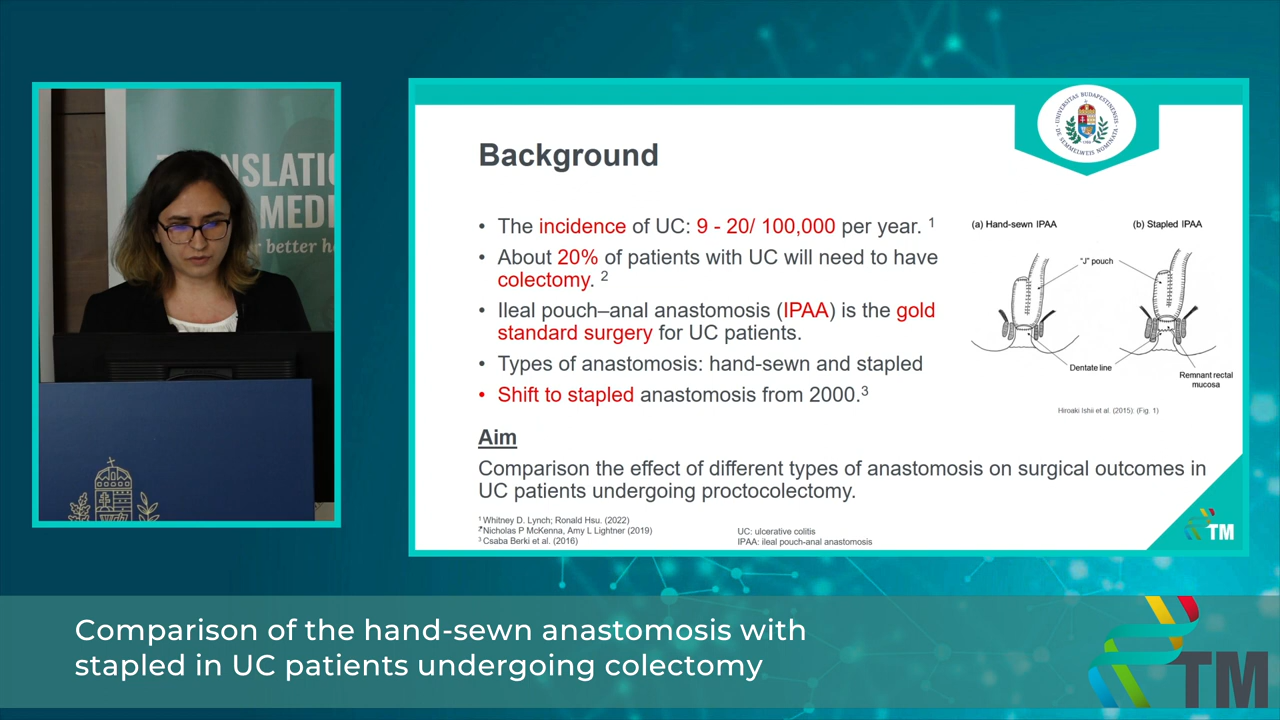 TRANSLATIO
MEDI
r better h
Background
• The incidence of UC: 9 - 20/ 100,000 per year. 1
• About 20% of patients with UC will need to have
colectomy. 2
• Ileal pouch–anal anastomosis (IPAA) is the gold
standard surgery for UC patients.
• Types of anastomosis: hand-sewn and stapled
• Shift to stapled anastomosis from 2000.3
(a) Hand-sewn IPAA
(b) Stapled IPAA
"J" pouch
Dentate line
Remnant rectal
mucosa
Hiroaki Ishii et al. (2015): (Fig. 1)
Aim
Comparison the effect of different types of anastomosis on surgical outcomes in
UC patients undergoing proctocolectomy.
1 Whitney D. Lynch; Ronald Hsu. (2022)
Nicholas P McKenna, Amy L Lightner (2019)
3 Csaba Berki et al. (2016)
UC: ulcerative colitis
IPAA: ileal pouch-anal anastomosis
TM
Comparison of the hand-sewn anastomosis with
stapled in UC patients undergoing colectomy
TM